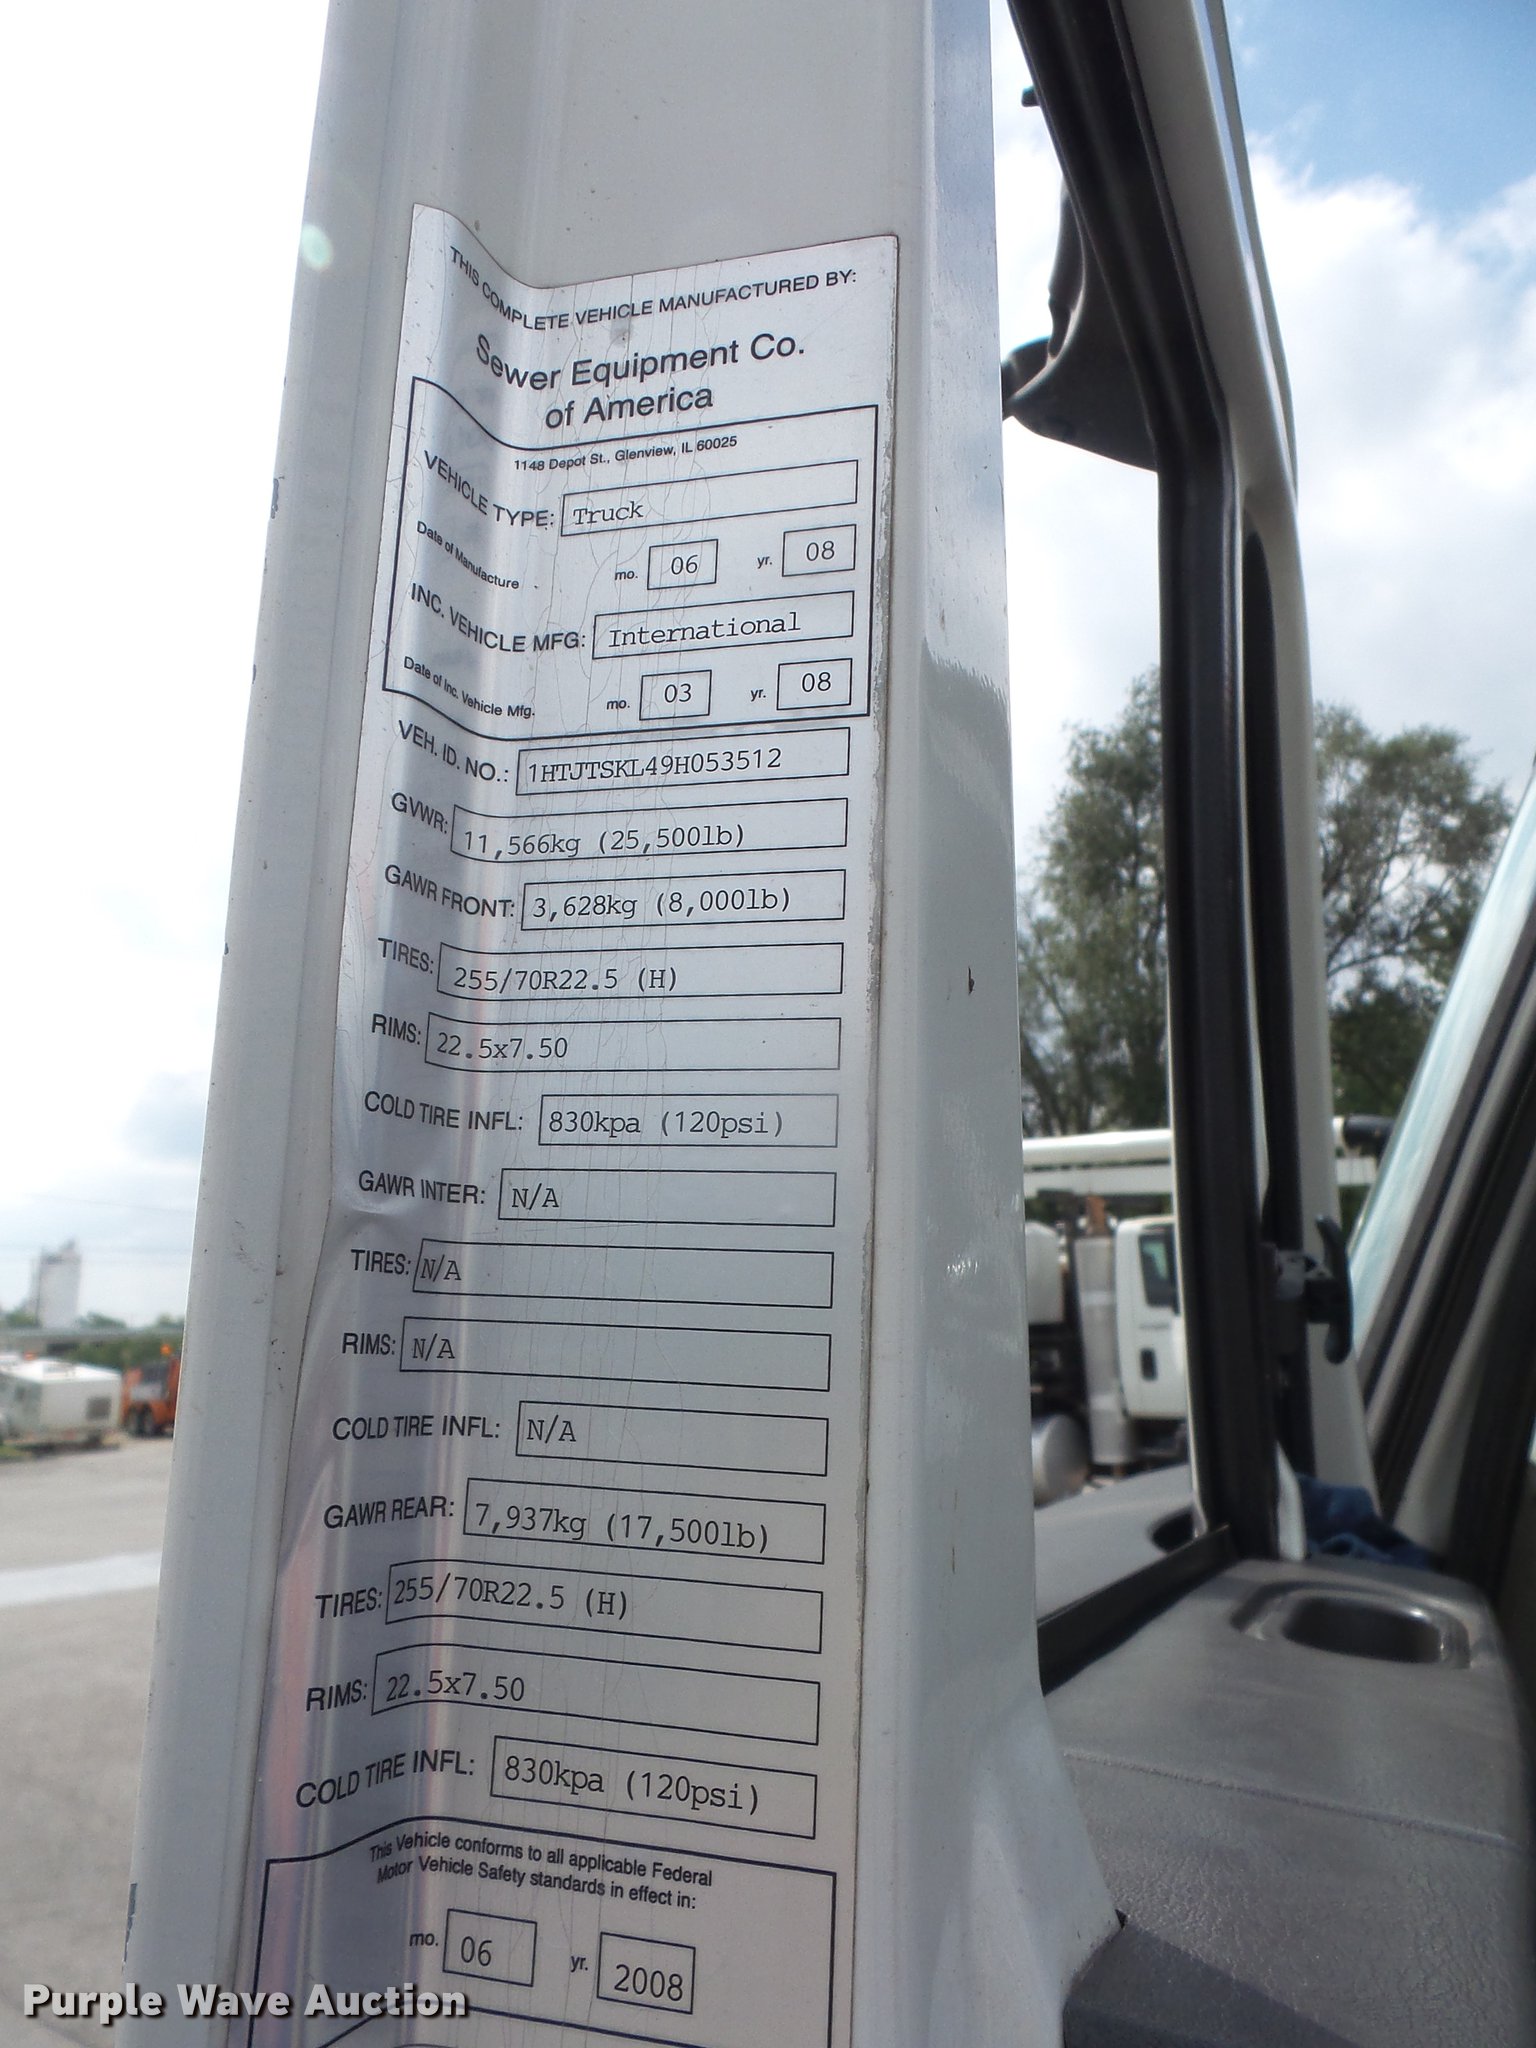 THIS COMPLETE VEHICLE MANUFACTURED BY:
Sewer Equipment Co.
of America
1148 Depot St., Glenview, IL 60025
VEHICLE TYPE: Truck
Date of Manufacture mo. 06 yr. 08
INC. VEHICLE MFG: International
Date of Inc. Vehicle Mfg. mo. 03 yr. 08
VEH. ID. NO.: 1HTJTSKL49H053512
GVWR: 11,566kg (25,500lb)
GAWR FRONT: 3,628kg (8,000lb)
TIRES: 255/70R22.5 (H)
RIMS: 22.5x7.50
COLD TIRE INFL: 830kpa (120psi)
GAWR INTER: N/A
TIRES: N/A
RIMS: N/A
COLD TIRE INFL: N/A
GAWR REAR: 7,937kg (17,500lb)
TIRES: 255/70R22.5 (H)
RIMS: 22.5x7.50
COLD TIRE INFL: 830kpa (120psi)
This Vehicle conforms to all applicable Federal
Motor Vehicle Safety standards in effect in:
mo. 06 yr. 2008
Purple Wave Auction